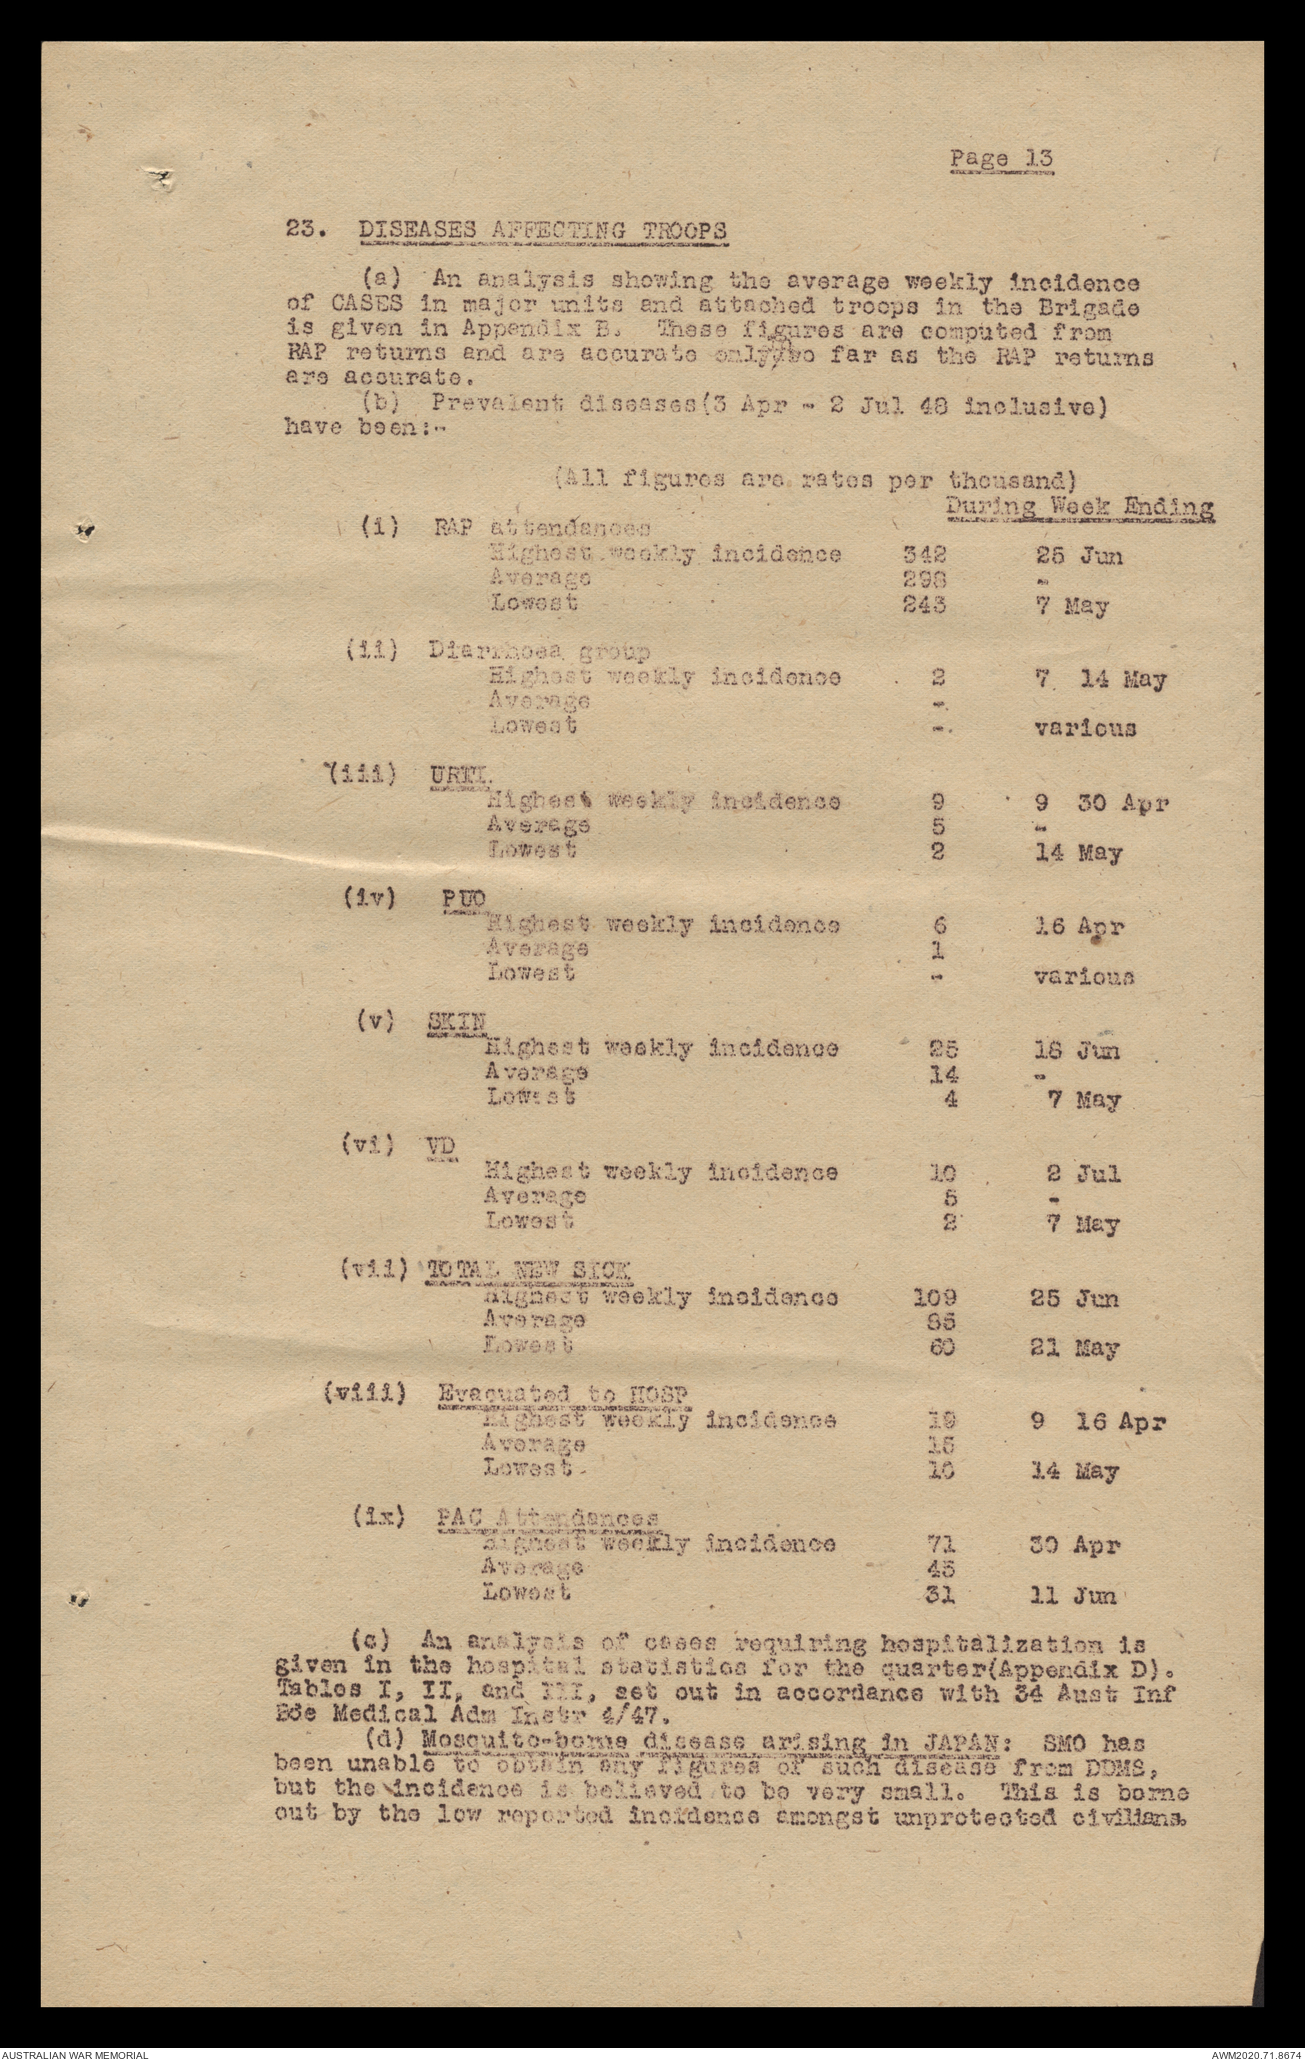 Page 13
23. DISEASES AFFECTING TROOPS
(a) An analysis showing the average weekly incidence
of CASES in major units and attached troops in the Brigade
is given in Appendix B. These figures are computed from
RAP returns and are accurate only so far as the RAP returns
are accurate.
(b) Prevalent diseases(3 Apr - 2 Jul 48 inclusive)
have been:-
(All figures are rates per thousand)
During Week Ending
(i) RAP attendances
Highest weekly incidence 342 25 Jun
Average 298 -
Lowest 243 7 May
(ii) Diarrhoea group
Highest weekly incidence 2 7 14 May
Average -
Lowest - various
(iii) URTI.
Highest weekly incidence 9 9 30 Apr
Average 5 -
Lowest 2 14 May
(iv) PUO
Highest weekly incidence 6 16 Apr
Average 1
Lowest - various
(v) SKIN
Highest weekly incidence 25 18 Jun
Average 14 -
Lowest 4 7 May
(vi) VD
Highest weekly incidence 10 2 Jul
Average 5 -
Lowest 2 7 May
(vii) TOTAL NEW SICK
Highest weekly incidence 109 25 Jun
Average
Lowest 60 21 May
(viii) Evacuated to HOSP
Highest weekly incidence 19 9 16 Apr
Average 15
Lowest 10 14 May
(ix) PAC Attendances
Highest weekly incidence 71 30 Apr
Average 45
Lowest 31 11 Jun
(c) An analysis of cases requiring hospitalization is
given in the hospital statistics for the quarter(Appendix D).
Tables I, II, and III, set out in accordance with 34 Aust Inf
Bde Medical Adm Instr 4/47.
(d) Mosquito-borne disease arising in JAPAN: SMO has
been unable to obtain any figures of such disease from DDMS,
but the incidence is believed to be very small. This is borne
out by the low reported incidence amongst unprotected civilians.
AUSTRALIAN WAR MEMORIAL
AWM2020.71.8674